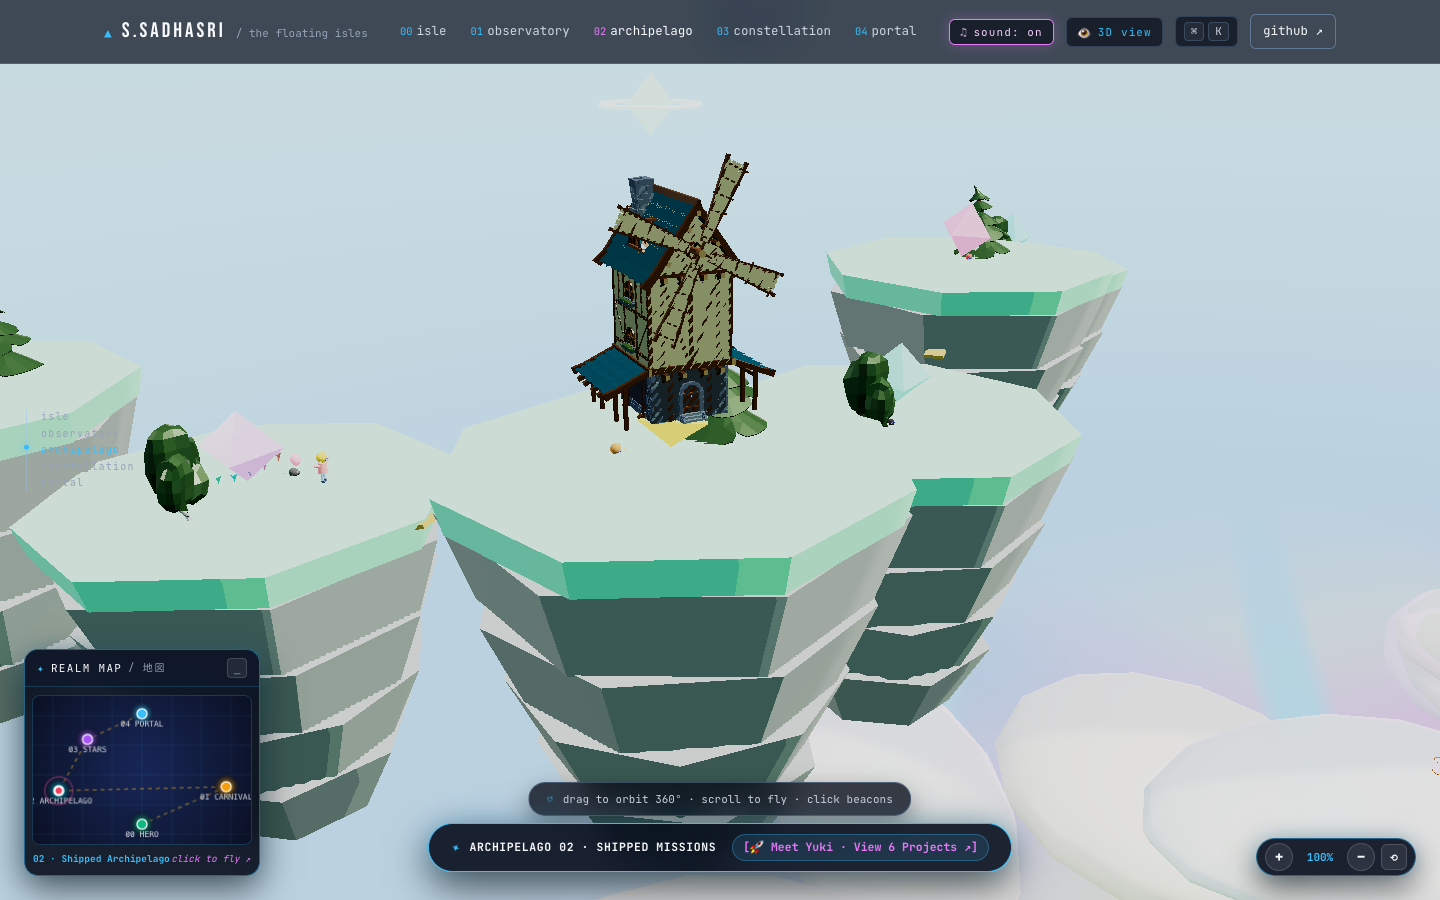 ▲ S.SADHASRI / the floating isles
00 isle
01 observatory
02 archipelago
03 constellation
04 portal
♫ sound: on
3D view
⌘ K
github ↗
isle
archipelago
REALM MAP / 地図
_
04 PORTAL
03 STARS
ARCHIPELAGO
01 CARNIVAL
00 HERO
02 · Shipped Archipelago click to fly ↗
drag to orbit 360° · scroll to fly · click beacons
ARCHIPELAGO 02 · SHIPPED MISSIONS
[🚀 Meet Yuki · View 6 Projects ↗]
+ 100% − ⟲